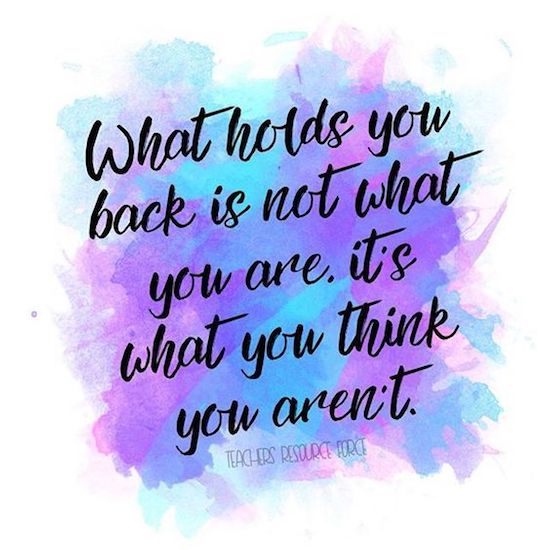 What holds you
back is not what
you are. it's
what you think
you aren't.
TEACHERS RESOURCE FORCE